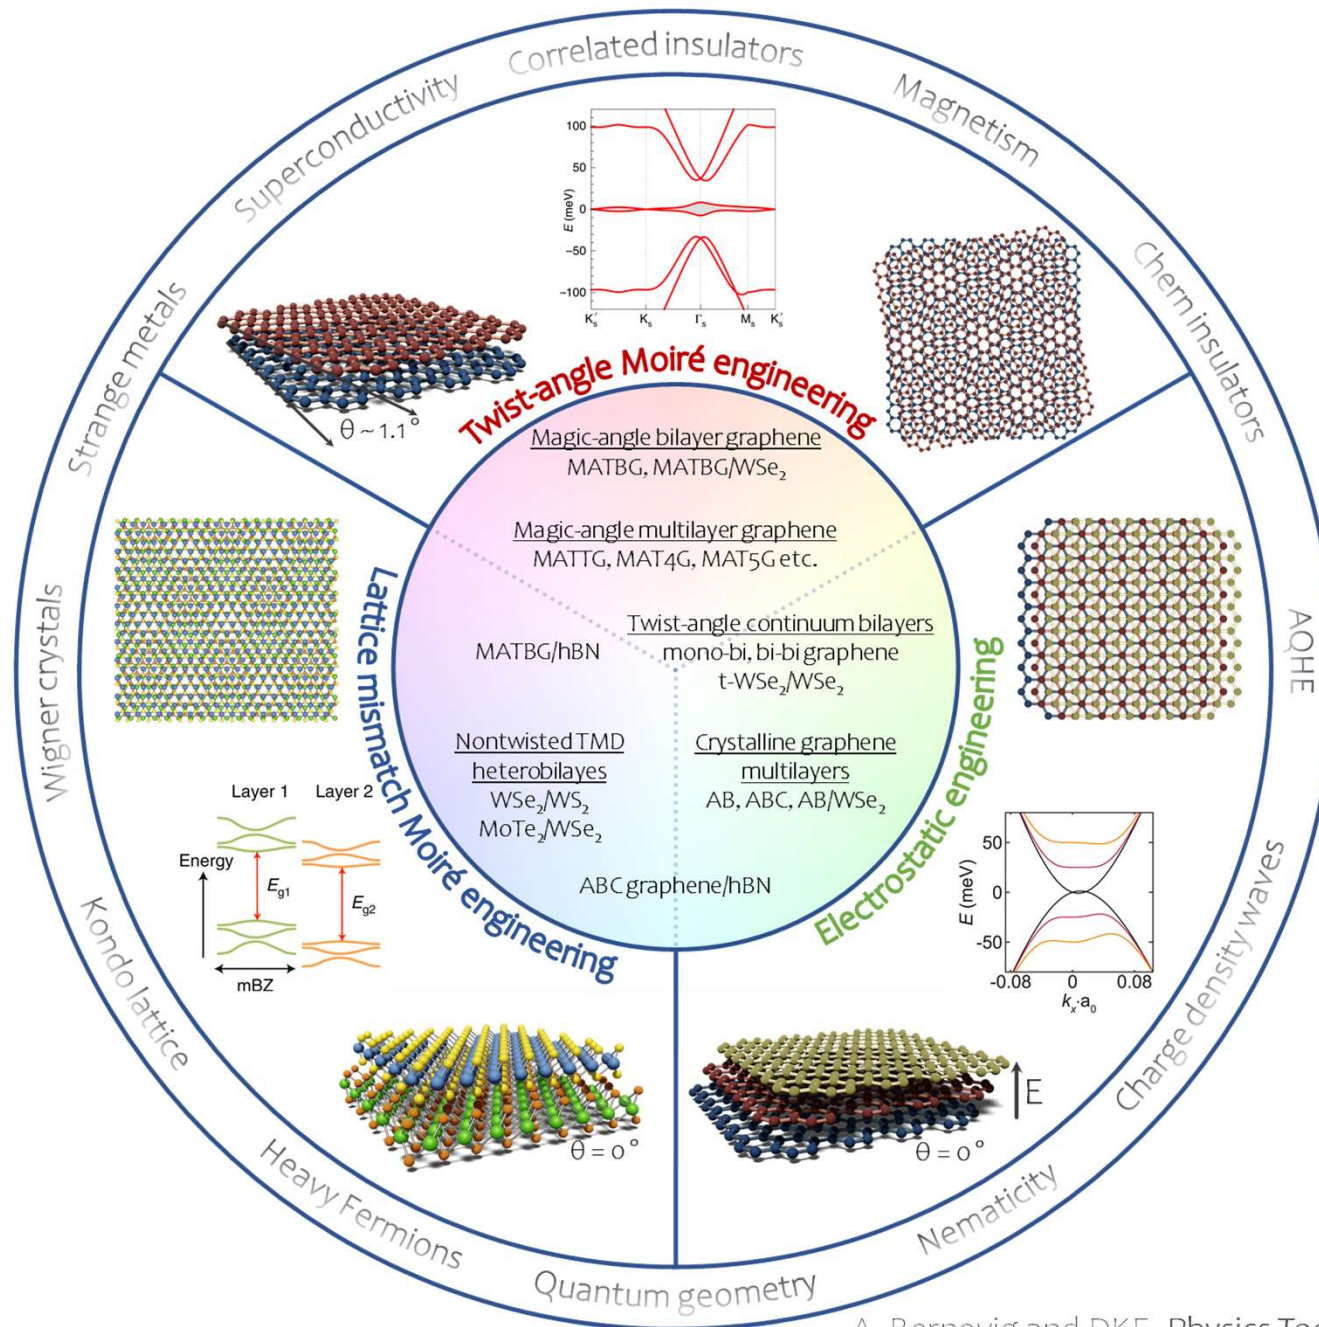 Correlated insulators
Superconductivity
Magnetism
Strange metals
Chern insulators
Wigner crystals
AQHE
Kondo lattice
Charge density waves
Heavy Fermions
Nematicity
Quantum geometry
100
50
0
−50
−100
E (meV)
K′s Ks Γs Ms K′s
θ ~ 1.1°
Twist-angle Moiré engineering
Magic-angle bilayer graphene
MATBG, MATBG/WSe₂
Magic-angle multilayer graphene
MATTG, MAT4G, MAT5G etc.
Twist-angle continuum bilayers
mono-bi, bi-bi graphene
t-WSe₂/WSe₂
MATBG/hBN
Nontwisted TMD
heterobilayes
WSe₂/WS₂
MoTe₂/WSe₂
Crystalline graphene
multilayers
AB, ABC, AB/WSe₂
ABC graphene/hBN
Lattice mismatch Moiré engineering
Electrostatic engineering
Layer 1 Layer 2
Energy
Eg1
Eg2
mBZ
E (meV)
50
0
-50
-0.08 0 0.08
kx·a0
θ = 0°
E
θ = 0°
A. Bernevig and DKE, Physics